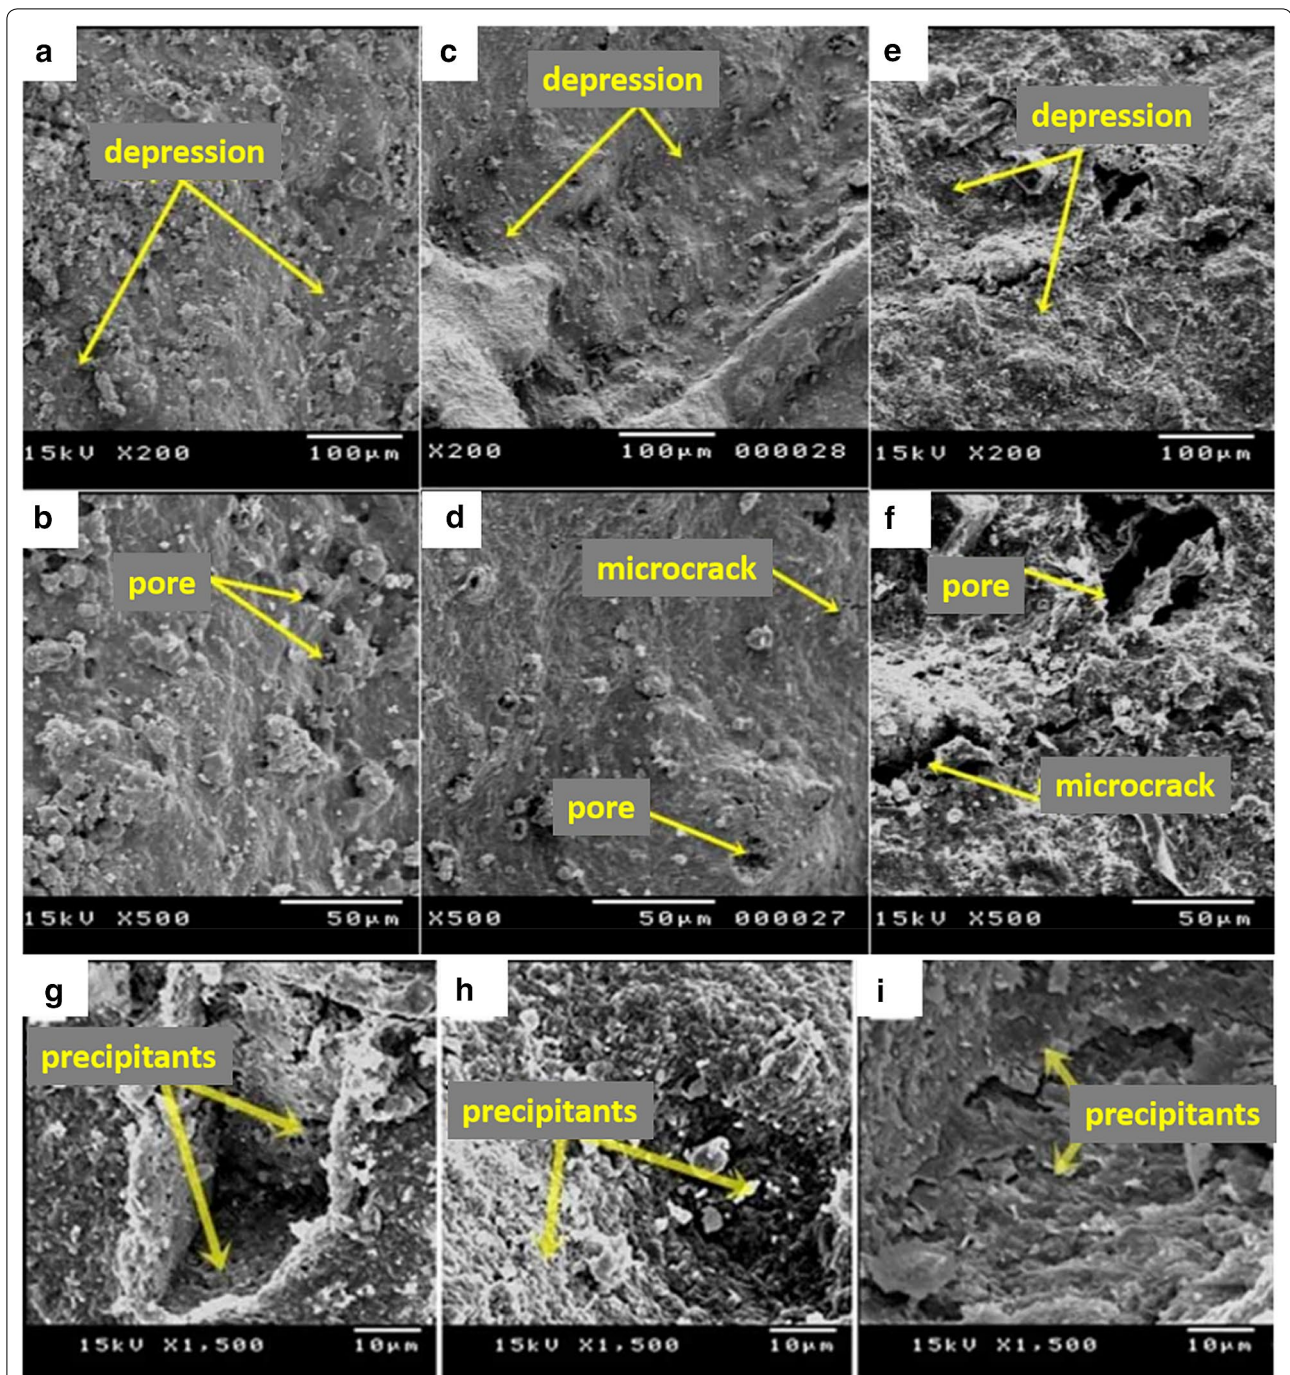 a
depression
15kV X200 100µm
c
depression
X200 100µm 000028
e
depression
15kV X200 100µm
b
pore
15kV X500 50µm
d
microcrack
pore
X500 50µm 000027
f
pore
microcrack
15kV X500 50µm
g
precipitants
15kV X1,500 10µm
h
precipitants
15kV X1,500 10µm
i
precipitants
15kV X1,500 10µm